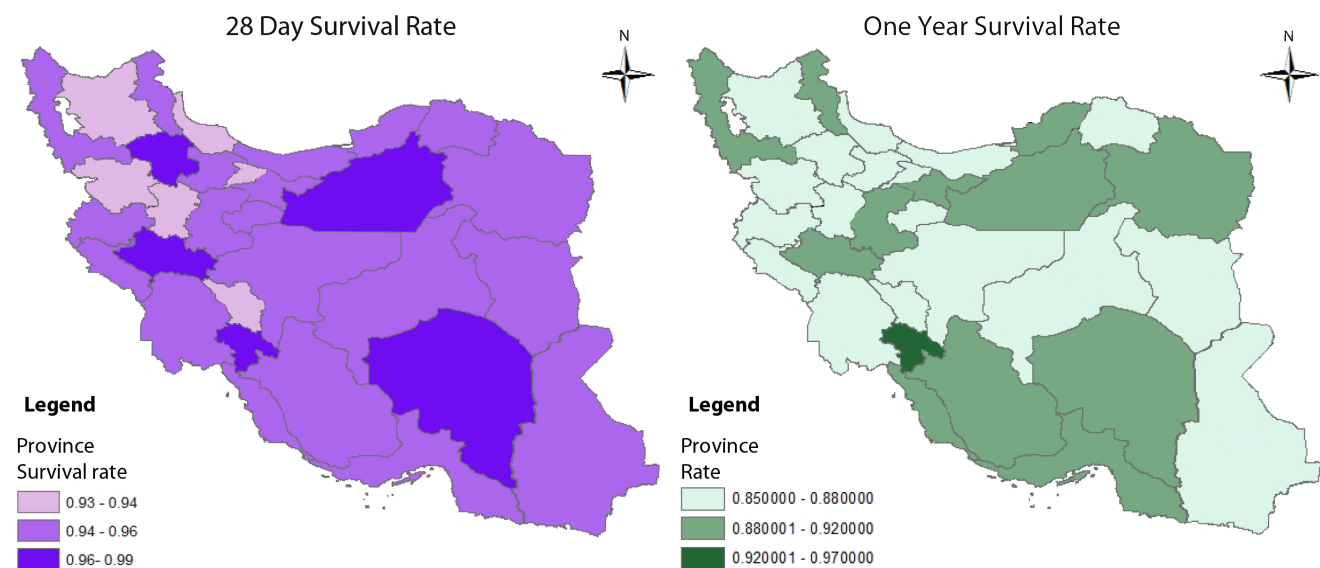 28 Day Survival Rate
N
Legend
Province
Survival rate
0.93 - 0.94
0.94 - 0.96
0.96- 0.99
One Year Survival Rate
N
Legend
Province
Rate
0.850000 - 0.880000
0.880001 - 0.920000
0.920001 - 0.970000